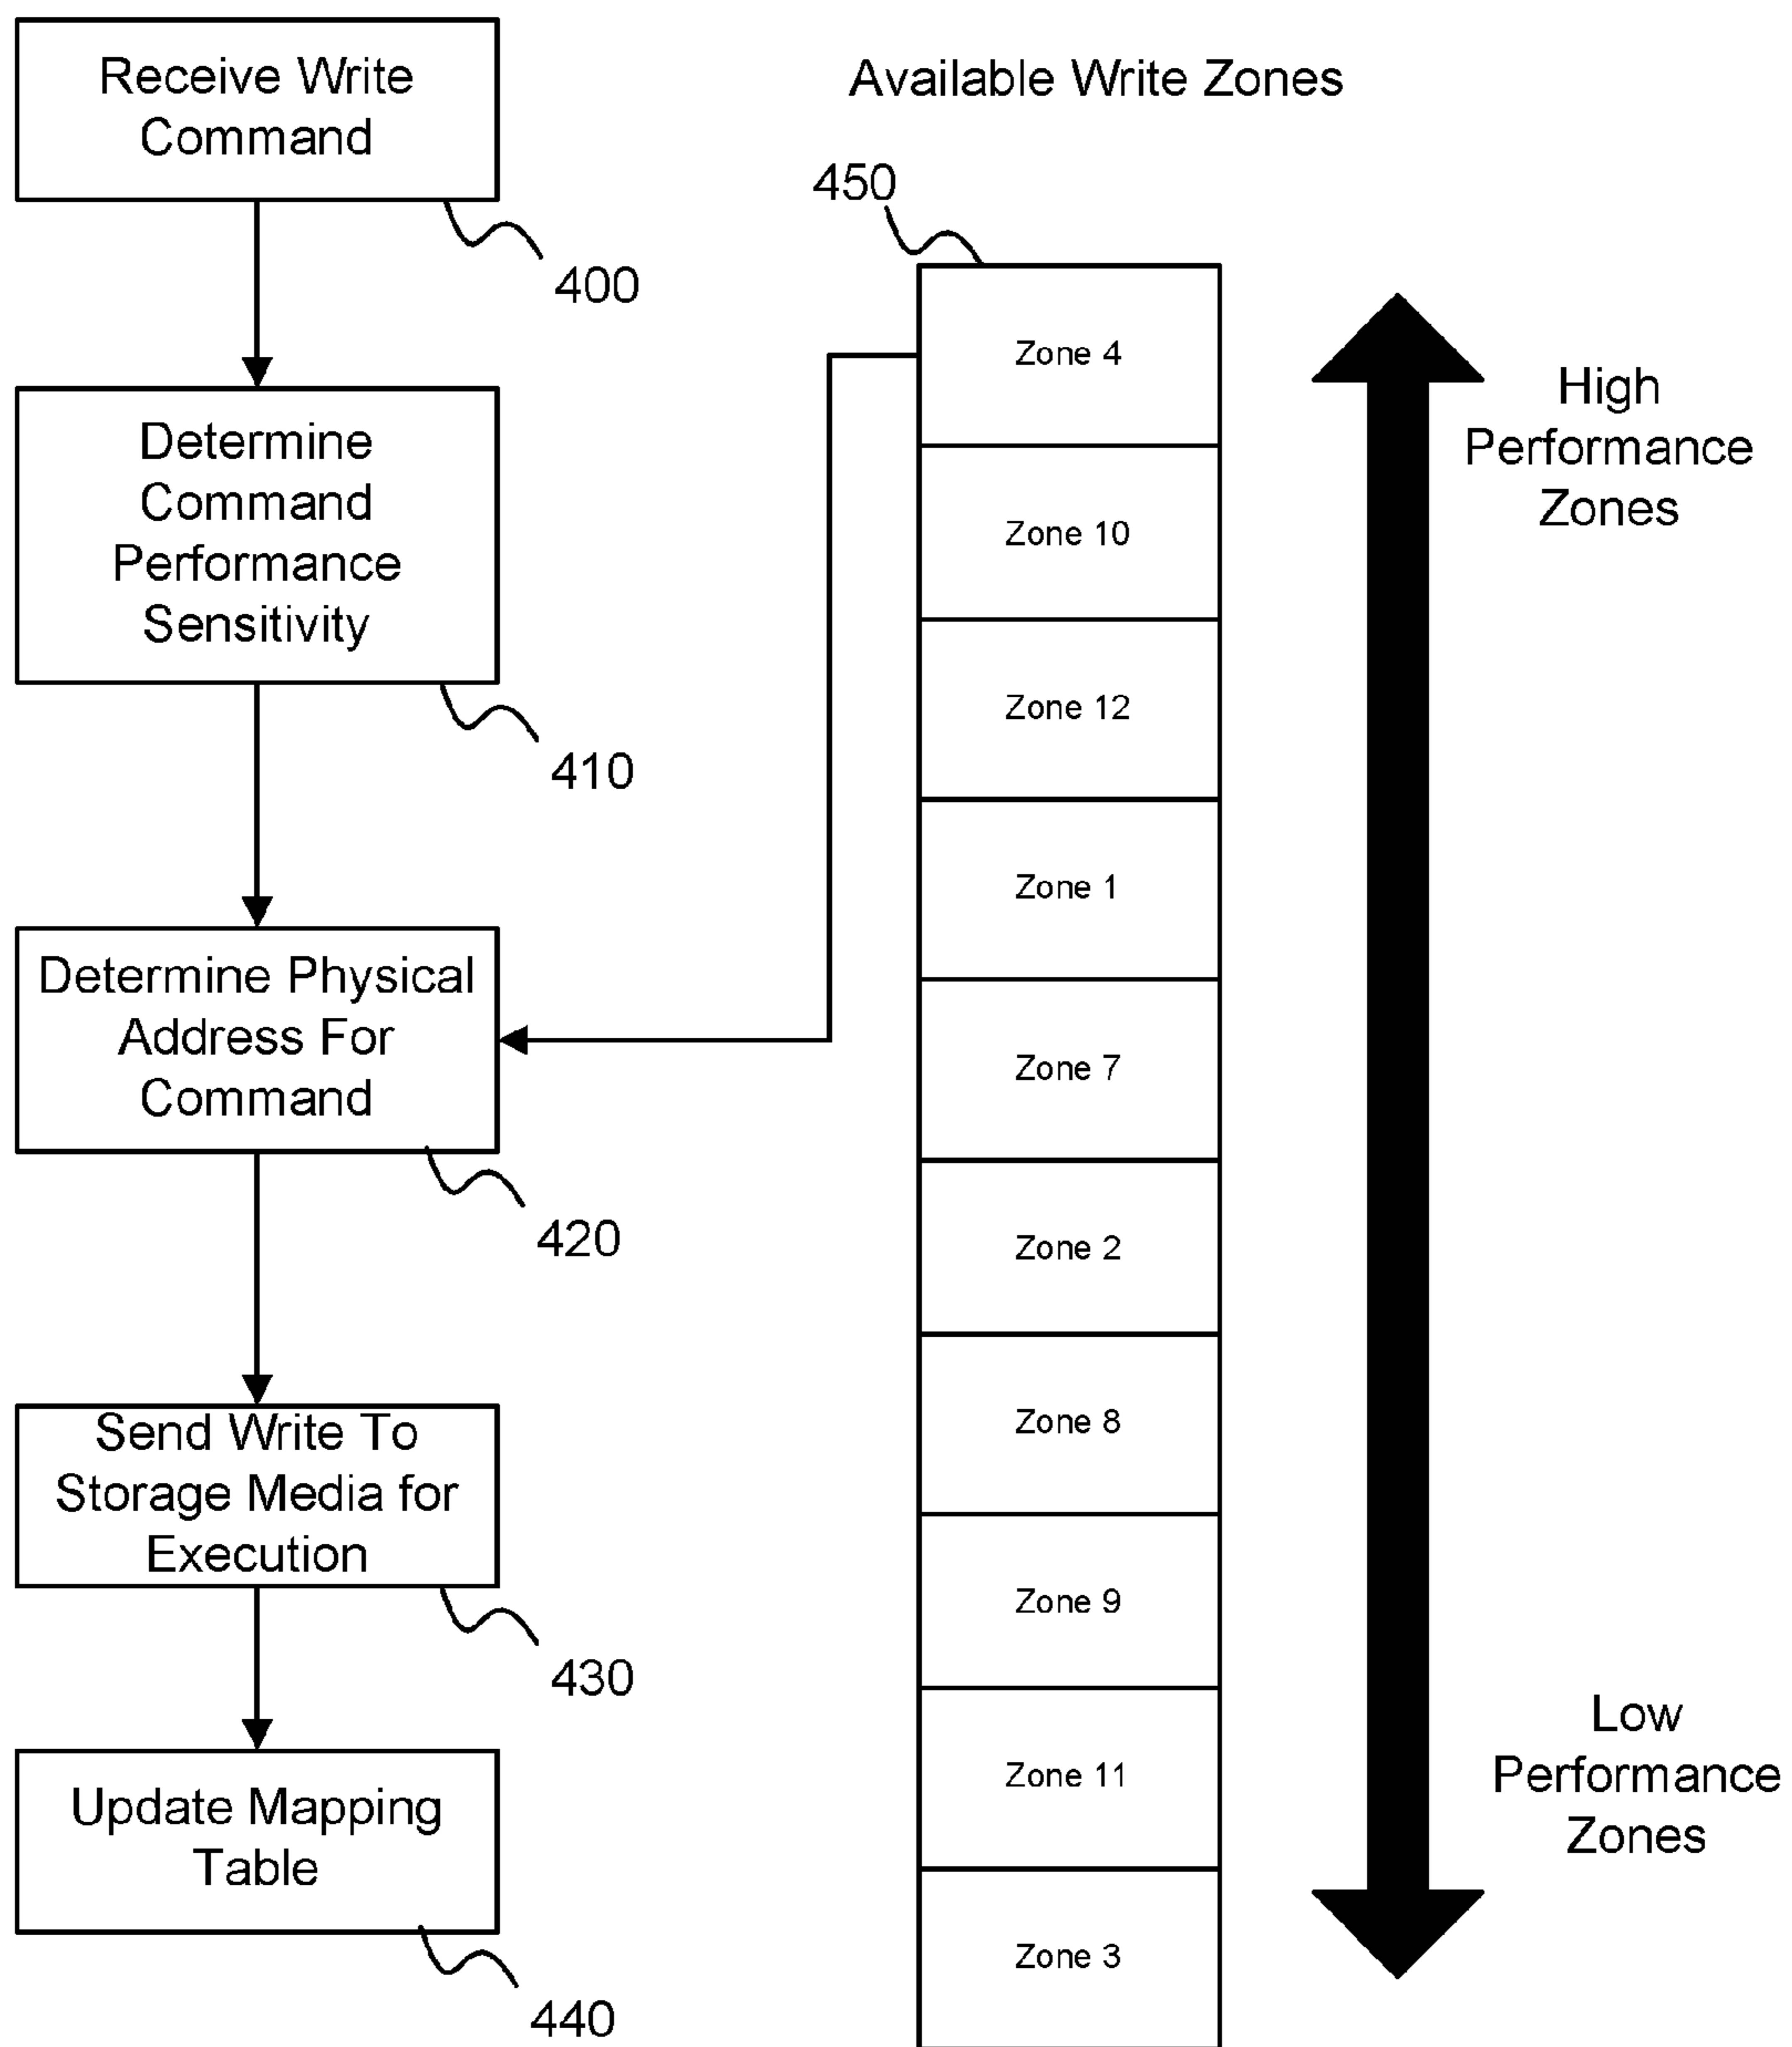 Receive Write
Command
400
Determine
Command
Performance
Sensitivity
410
Determine Physical
Address For
Command
420
Send Write To
Storage Media for
Execution
430
Update Mapping
Table
440
Available Write Zones
450
Zone 4
Zone 10
Zone 12
Zone 1
Zone 7
Zone 2
Zone 8
Zone 9
Zone 11
Zone 3
High
Performance
Zones
Low
Performance
Zones